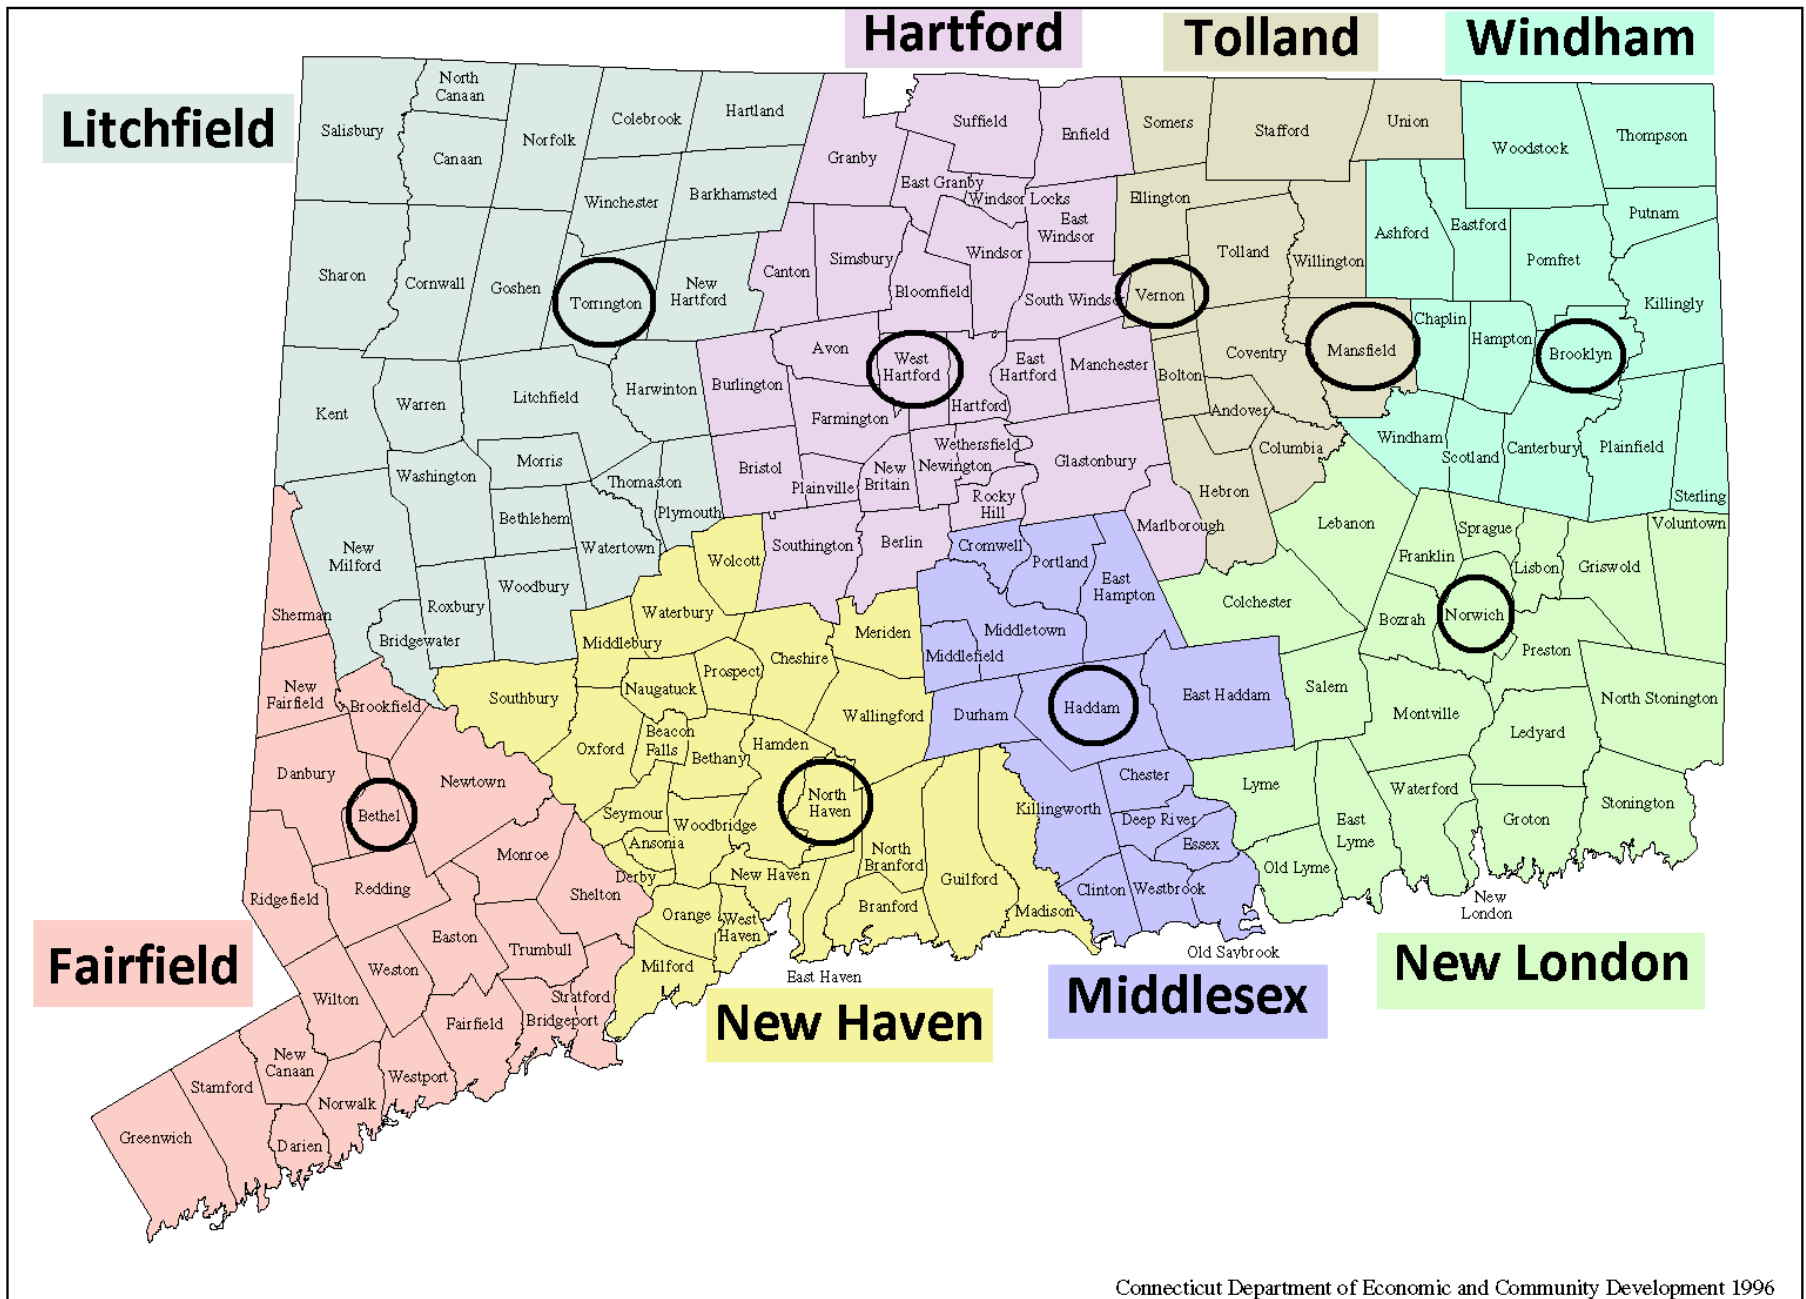 Hartford
Tolland
Windham
Litchfield
Fairfield
New Haven
Middlesex
New London
Salisbury
North
Canaan
Canaan
Norfolk
Colebrook
Hartland
Winchester
Barkhamsted
Sharon
Cornwall
Goshen
Torrington
New
Hartford
Kent
Warren
Litchfield
Harwinton
Morris
Washington
Thomaston
Plymouth
Bethlehem
Watertown
New
Milford
Roxbury
Woodbury
Bridgewater
Granby
Suffield
Enfield
East Granby
Windsor Locks
East
Windsor
Canton
Simsbury
Windsor
Bloomfield
South Windsor
Avon
West
Hartford
East
Hartford
Manchester
Burlington
Farmington
Hartford
Wethersfield
Bristol
Plainville
New
Britain
Newington
Glastonbury
Rocky
Hill
Marlborough
Southington
Berlin
Somers
Stafford
Union
Ellington
Tolland
Willington
Vernon
Mansfield
Coventry
Bolton
Andover
Columbia
Hebron
Woodstock
Thompson
Putnam
Ashford
Eastford
Pomfret
Killingly
Chaplin
Hampton
Brooklyn
Windham
Scotland
Canterbury
Plainfield
Sterling
Lebanon
Sprague
Voluntown
Franklin
Lisbon
Griswold
Colchester
Bozrah
Norwich
Preston
Salem
Montville
North Stonington
Ledyard
Lyme
Waterford
East
Lyme
Groton
Stonington
Old Lyme
New
London
Cromwell
Portland
East
Hampton
Middletown
Middlefield
Durham
Haddam
East Haddam
Killingworth
Chester
Deep River
Essex
Clinton
Westbrook
Old Saybrook
Wolcott
Waterbury
Middlebury
Meriden
Cheshire
Prospect
Naugatuck
Southbury
Wallingford
Oxford
Beacon
Falls
Bethany
Hamden
North
Haven
Seymour
Woodbridge
Ansonia
Derby
New Haven
North
Branford
Guilford
Madison
Orange
West
Haven
Branford
Milford
East Haven
Sherman
New
Fairfield
Brookfield
Danbury
Newtown
Bethel
Monroe
Ridgefield
Redding
Shelton
Easton
Trumbull
Weston
Wilton
Stratford
Bridgeport
Fairfield
New
Canaan
Stamford
Westport
Norwalk
Greenwich
Darien
Connecticut Department of Economic and Community Development 1996